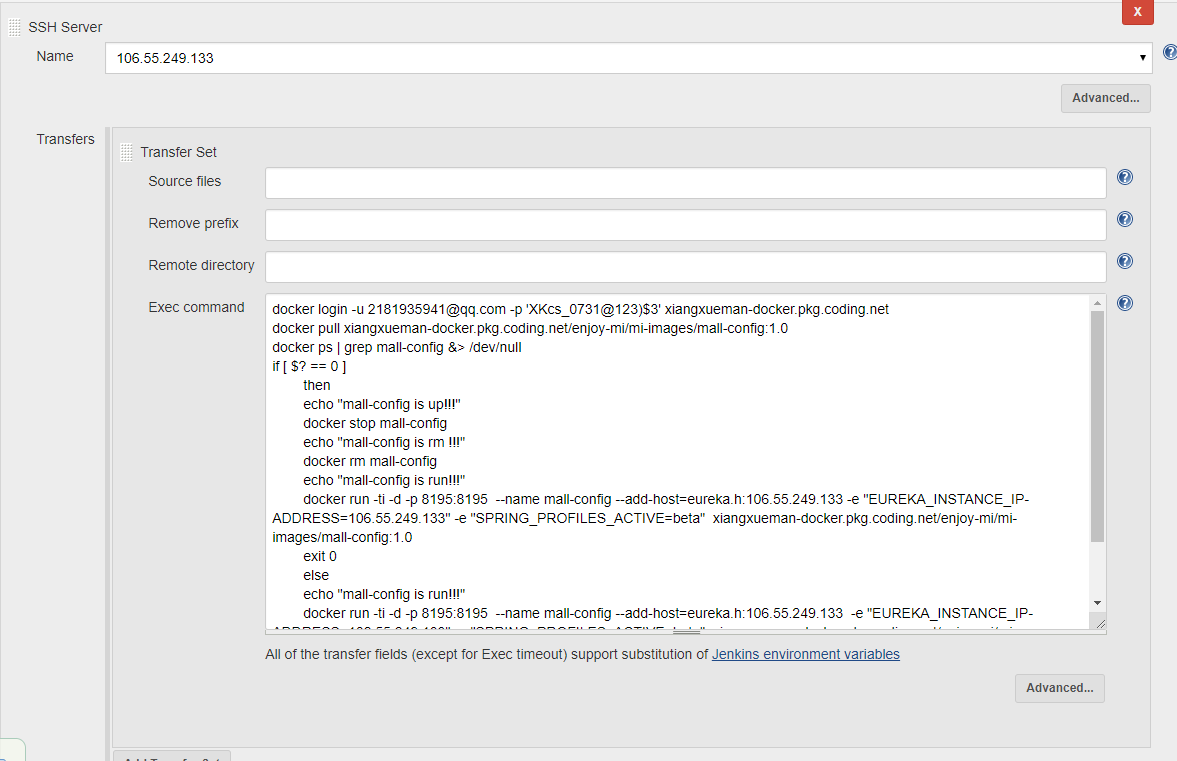 X
SSH Server
Name
106.55.249.133
Advanced...
Transfers
Transfer Set
Source files
Remove prefix
Remote directory
Exec command
docker login -u 2181935941@qq.com -p 'XKcs_0731@123)$3' xiangxueman-docker.pkg.coding.net
docker pull xiangxueman-docker.pkg.coding.net/enjoy-mi/mi-images/mall-config:1.0
docker ps | grep mall-config &> /dev/null
if [ $? == 0 ]
then
echo "mall-config is up!!!"
docker stop mall-config
echo "mall-config is rm !!!"
docker rm mall-config
echo "mall-config is run!!!"
docker run -ti -d -p 8195:8195  --name mall-config --add-host=eureka.h:106.55.249.133 -e "EUREKA_INSTANCE_IP-
ADDRESS=106.55.249.133" -e "SPRING_PROFILES_ACTIVE=beta"  xiangxueman-docker.pkg.coding.net/enjoy-mi/mi-
images/mall-config:1.0
exit 0
else
echo "mall-config is run!!!"
docker run -ti -d -p 8195:8195  --name mall-config --add-host=eureka.h:106.55.249.133  -e "EUREKA_INSTANCE_IP-
All of the transfer fields (except for Exec timeout) support substitution of Jenkins environment variables
Advanced...